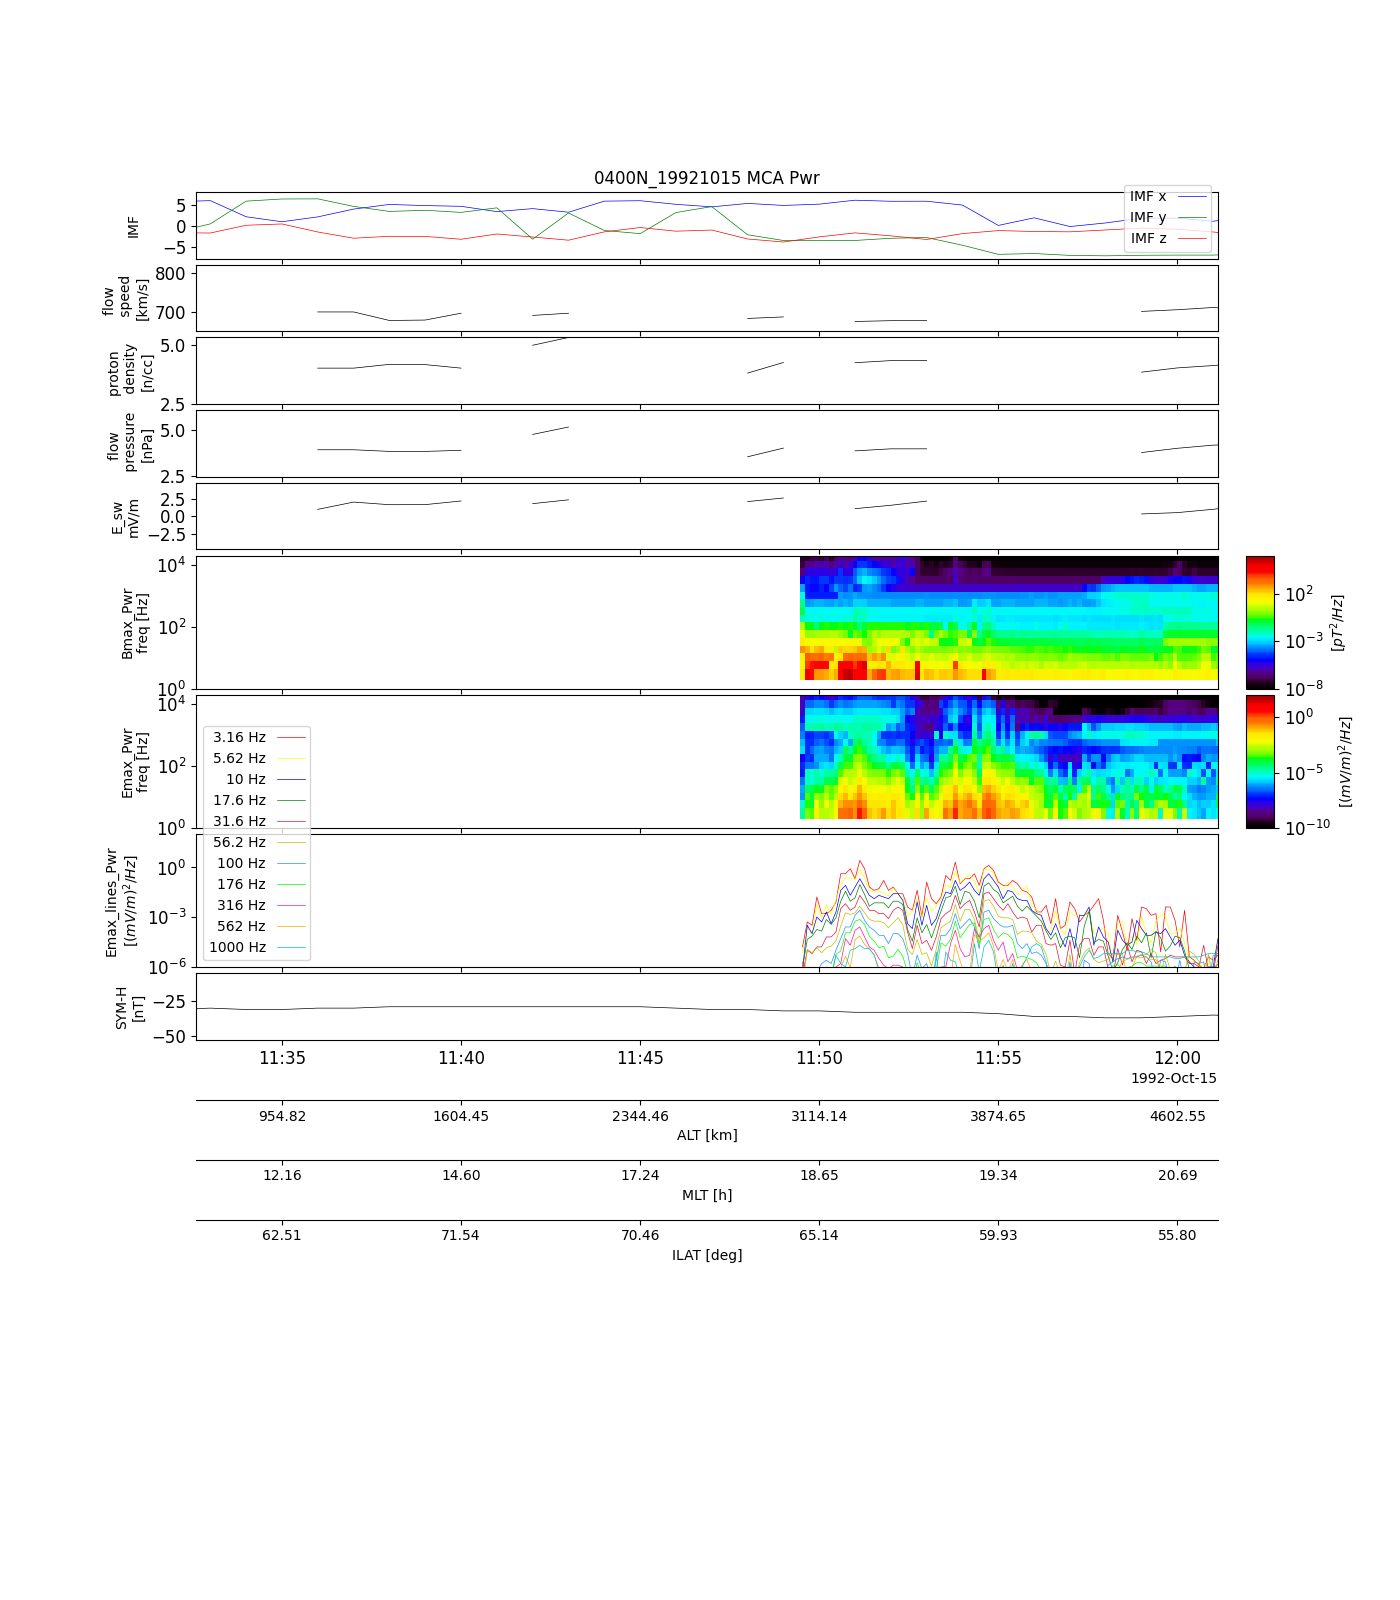 0400N_19921015 MCA Pwr
IMF
5
0
−5
IMF x
IMF y
IMF z
flow
speed
[km/s]
800
700
proton
density
[n/cc]
5.0
2.5
flow
pressure
[nPa]
5.0
2.5
E_sw
mV/m
2.5
0.0
−2.5
Bmax_Pwr
freq [Hz]
10^4
10^2
10^0
10^2
10^−3
10^−8
[pT^2/Hz]
Emax_Pwr
freq [Hz]
10^4
10^2
10^0
10^0
10^−5
10^−10
[(mV/m)^2/Hz]
3.16 Hz
5.62 Hz
10 Hz
17.6 Hz
31.6 Hz
56.2 Hz
100 Hz
176 Hz
316 Hz
562 Hz
1000 Hz
Emax_lines_Pwr
[(mV/m)^2/Hz]
10^0
10^−3
10^−6
SYM-H
[nT]
−25
−50
11:35 11:40 11:45 11:50 11:55 12:00
1992-Oct-15
954.82 1604.45 2344.46 3114.14 3874.65 4602.55
ALT [km]
12.16 14.60 17.24 18.65 19.34 20.69
MLT [h]
62.51 71.54 70.46 65.14 59.93 55.80
ILAT [deg]